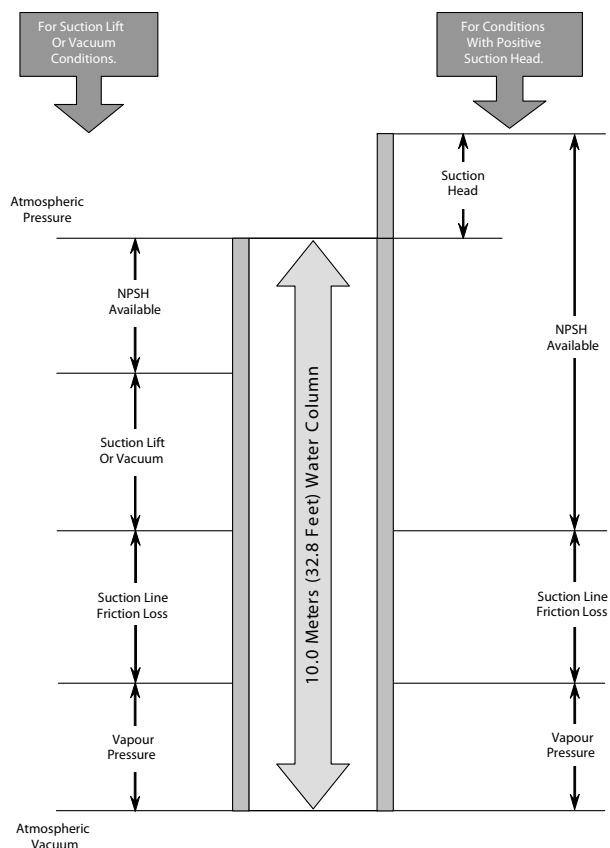 For Suction Lift
Or Vacuum
Conditions.
For Conditions
With Positive
Suction Head.
Suction
Head
Atmospheric
Pressure
NPSH
Available
NPSH
Available
Suction Lift
Or Vacuum
10.0 Meters (32.8 Feet) Water Column
Suction Line
Friction Loss
Suction Line
Friction Loss
Vapour
Pressure
Vapour
Pressure
Atmospheric
Vacuum